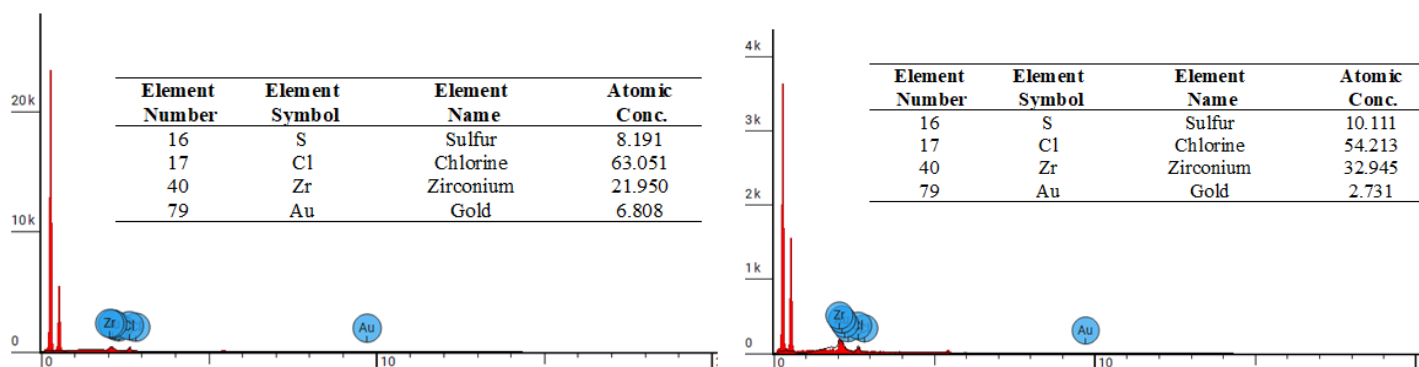 Element Element Element Atomic
Number Symbol Name Conc.
16 S Sulfur 8.191
17 Cl Chlorine 63.051
40 Zr Zirconium 21.950
79 Au Gold 6.808
20k
10k
0
Zr Cl Au
0 10
4k
3k
2k
1k
0
Element Element Element Atomic
Number Symbol Name Conc.
16 S Sulfur 10.111
17 Cl Chlorine 54.213
40 Zr Zirconium 32.945
79 Au Gold 2.731
Zr Au
0 10